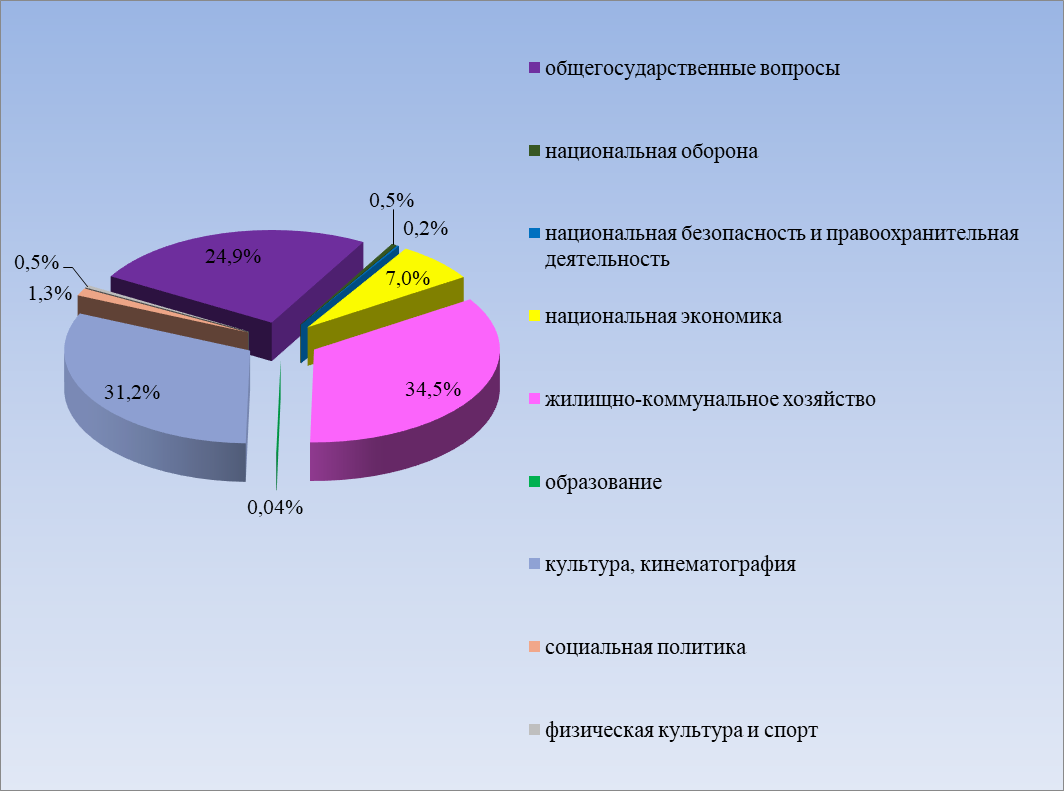 0,5%
0,2%
24,9%
0,5%
7,0%
1,3%
31,2%
34,5%
0,04%
общегосударственные вопросы
национальная оборона
национальная безопасность и правоохранительная
деятельность
национальная экономика
жилищно-коммунальное хозяйство
образование
культура, кинематография
социальная политика
физическая культура и спорт